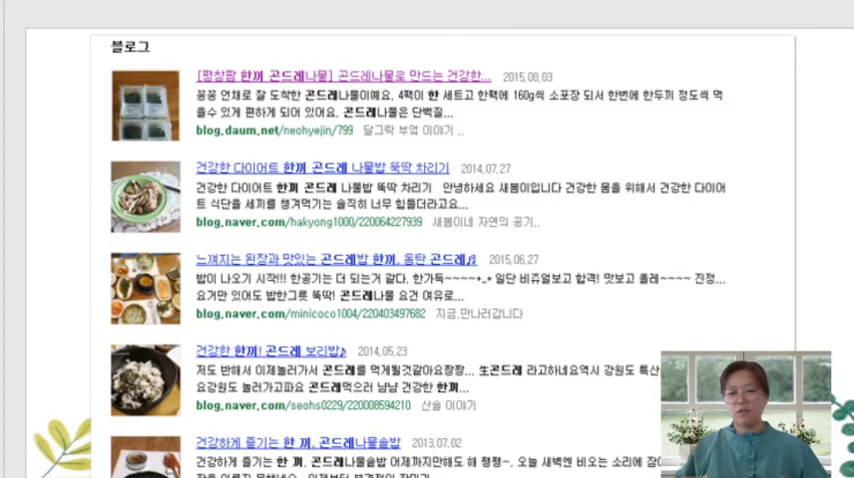 블로그
[평창팜 한끼 곤드레나물] 곤드레나물로 만드는 건강한... 2015.08.03
꽁꽁 언채로 잘 도착한 곤드레나물이예요. 4팩이 한 세트고 한팩에 160g씩 소포장 되서 한번에 한두끼 정도씩 먹
을수 있게 편하게 되어 있어요. 곤드레나물은 단백질...
blog.daum.net/neohyejin/799 달그락 부엌 이야기 ..
건강한 다이어트 한끼 곤드레 나물밥 뚝딱 차리기 2014.07.27
건강한 다이어트 한끼 곤드레 나물밥 뚝딱 차리기 안녕하세요 새봄이입니다 건강한 몸을 위해서 건강한 다이어
트 식단을 세끼를 챙겨먹기는 솔직히 너무 힘들더라고요...
blog.naver.com/hakyong1000/220064227939 새봄이네 자연의 공기..
느껴지는 된장과 맛있는 곤드레밥 한끼, 동탄 곤드레♬ 2015.06.27
밥이 나오기 시작!!! 한공기는 더 되는거 같다. 한가득~~~~+_+ 일단 비쥬얼보고 합격! 맛보고 올레~~~~ 진정...
요거만 있어도 밥한그릇 뚝딱! 곤드레나물 요건 여유로...
blog.naver.com/minicoco1004/220403497682 지금.만나러갑니다
건강한 한끼! 곤드레 보리밥♪ 2014.05.23
저도 반해서 이제놀러가서 곤드레를 먹게될것같아요장장... 生곤드레 라고하네요역시 강원도 특산
요강원도 놀러가고파요 곤드레먹으러 냠냠 건강한 한끼...
blog.naver.com/seohs0229/220008594210 산을 이야기
건강하게 즐기는 한 끼, 곤드레나물솥밥 2013.07.02
건강하게 즐기는 한 끼, 곤드레나물솥밥 어제까지만해도 해 쨍쨍~, 오늘 새벽엔 비오는 소리에 잠